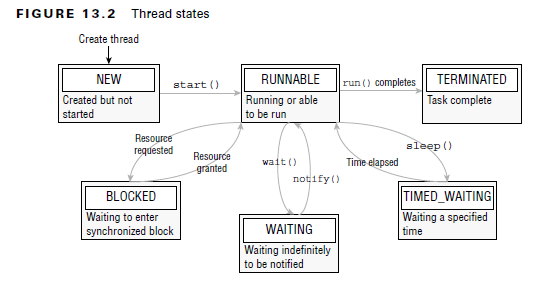 FIGURE 13.2 Thread states
Create thread
NEW
Created but not
started
start()
RUNNABLE
Running or able
to be run
run() completes
TERMINATED
Task complete
Resource
requested
Resource
granted
wait()
notify()
Time elapsed
sleep()
BLOCKED
Waiting to enter
synchronized block
WAITING
Waiting indefinitely
to be notified
TIMED_WAITING
Waiting a specified
time